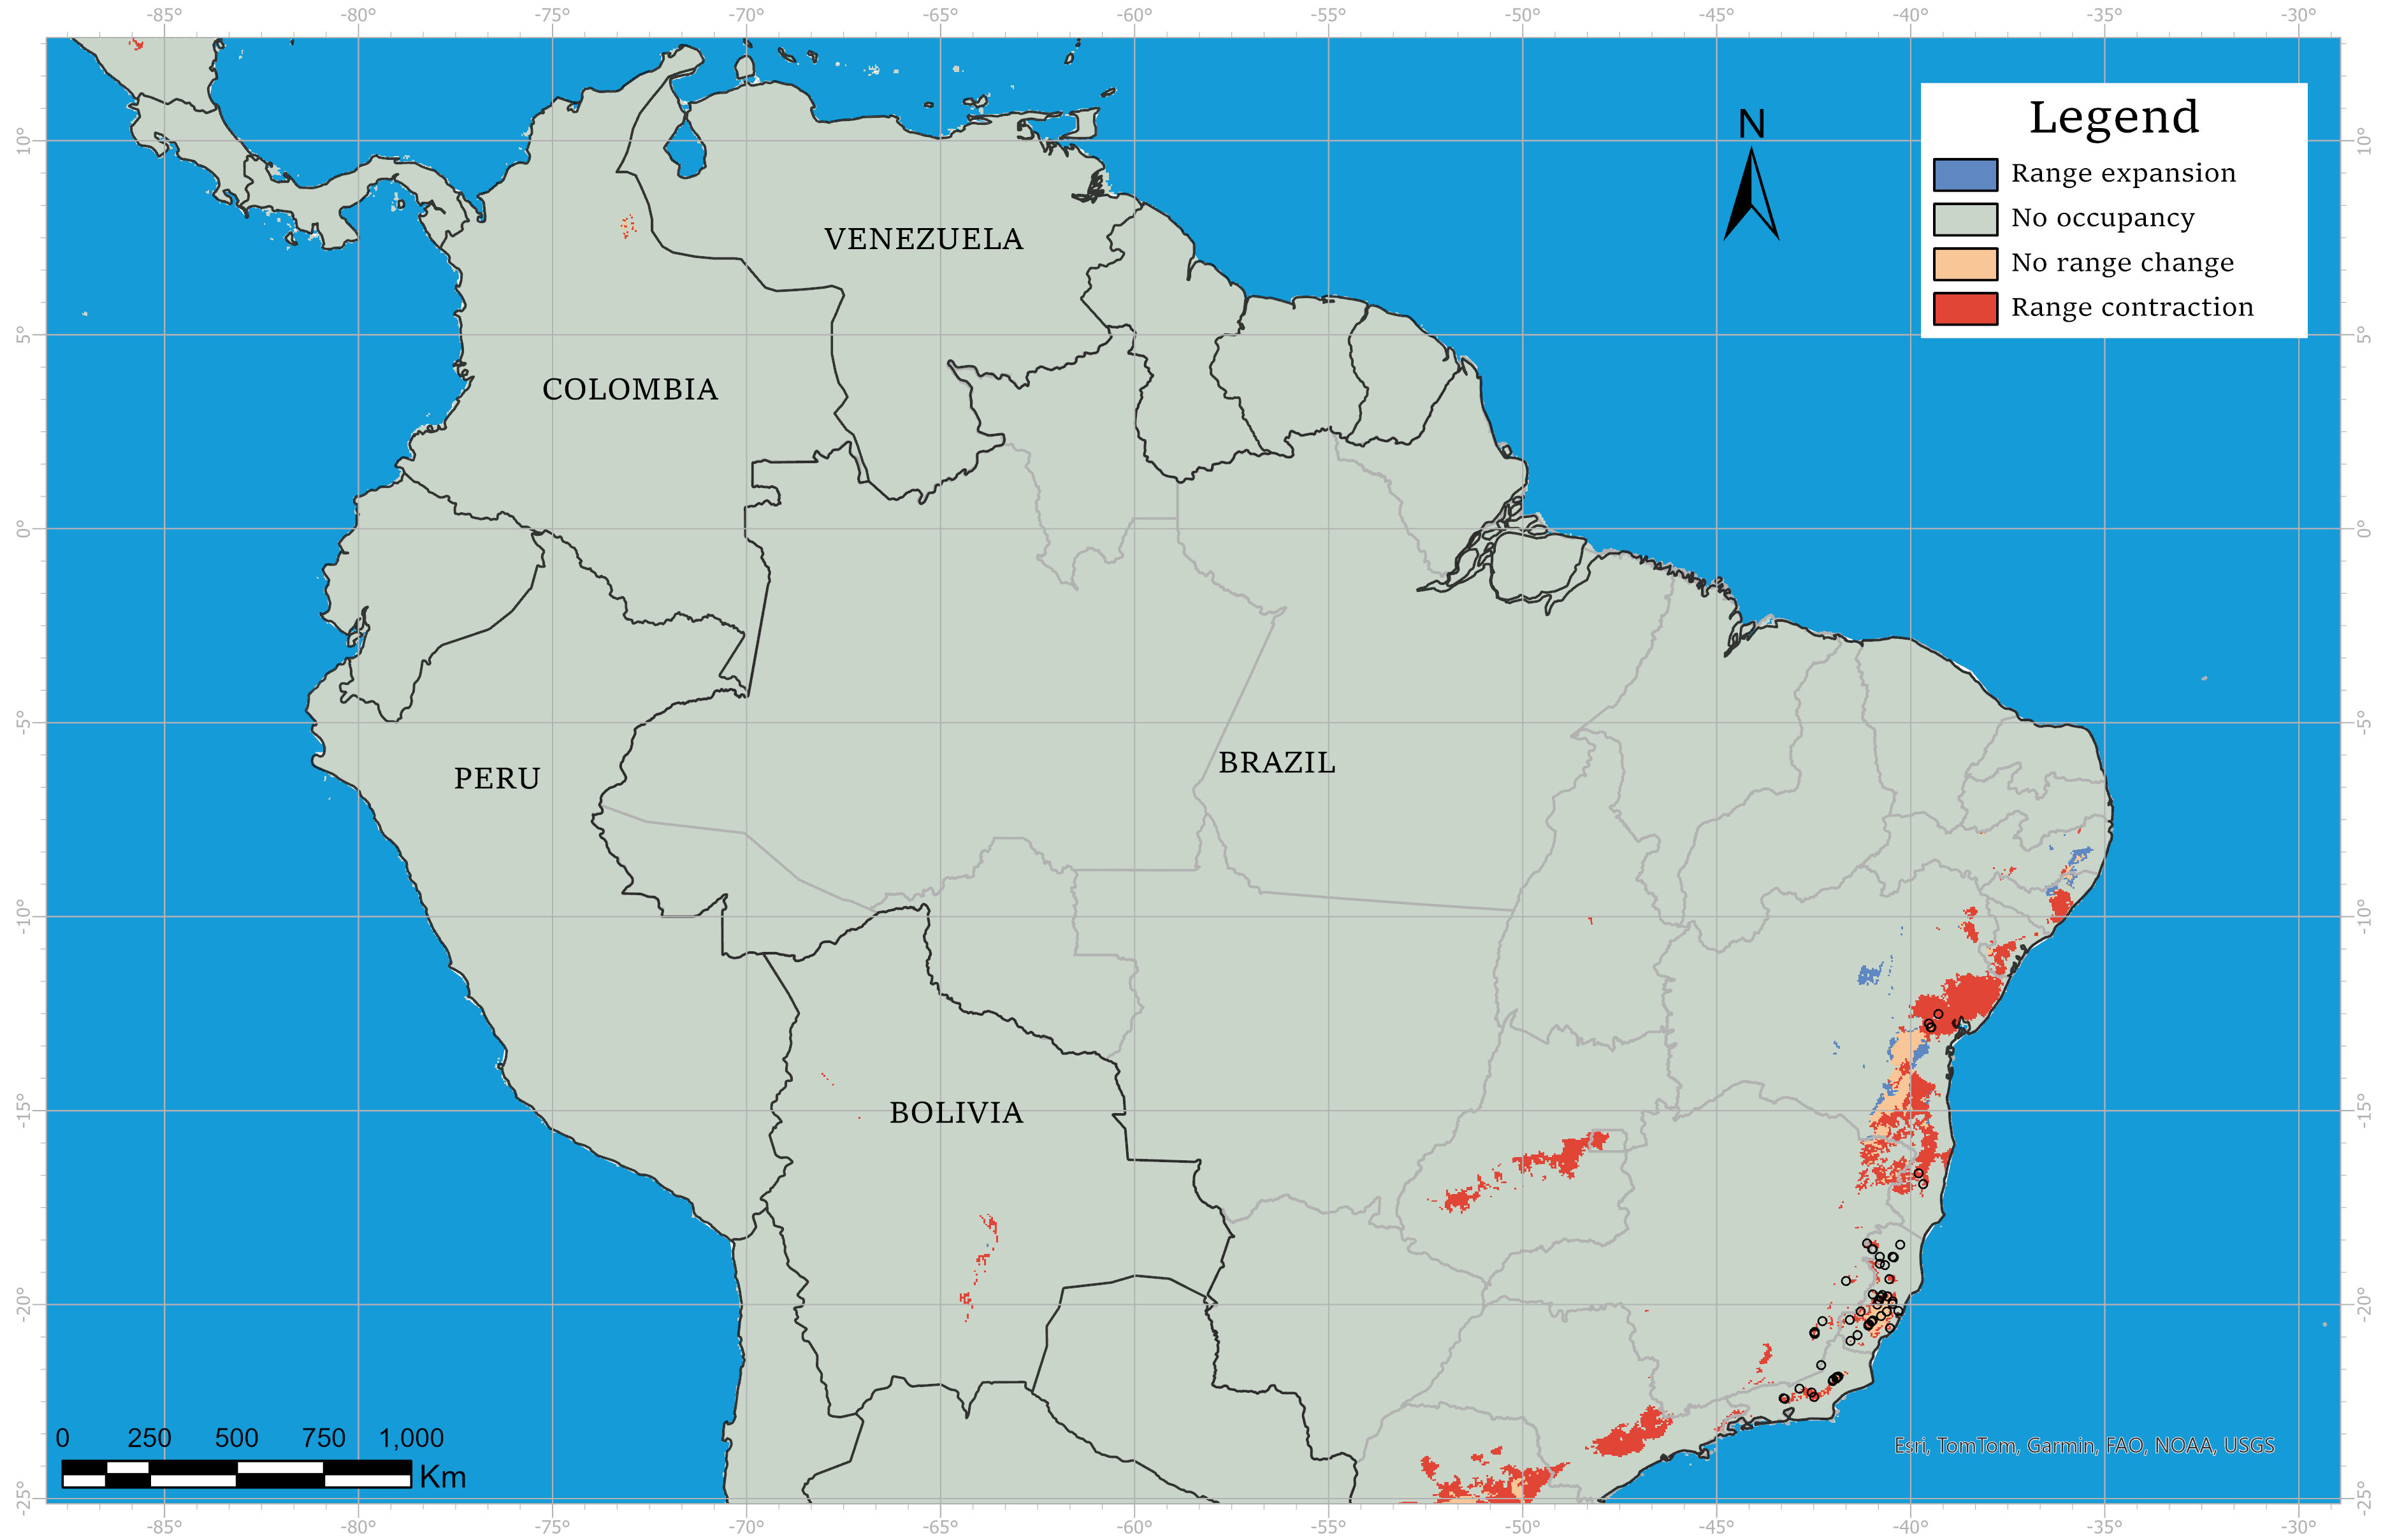 -85° -80° -75° -70° -65° -60° -55° -50° -45° -40° -35° -30°
10° 10°
5° 5°
0° 0°
-5° -5°
-10° -10°
-15° -15°
-20° -20°
-25° -25°
N
Legend
Range expansion
No occupancy
No range change
Range contraction
VENEZUELA
COLOMBIA
BRAZIL
PERU
BOLIVIA
0 250 500 750 1,000
Km
Esri, TomTom, Garmin, FAO, NOAA, USGS
-85° -80° -75° -70° -65° -60° -55° -50° -45° -40° -35° -30°